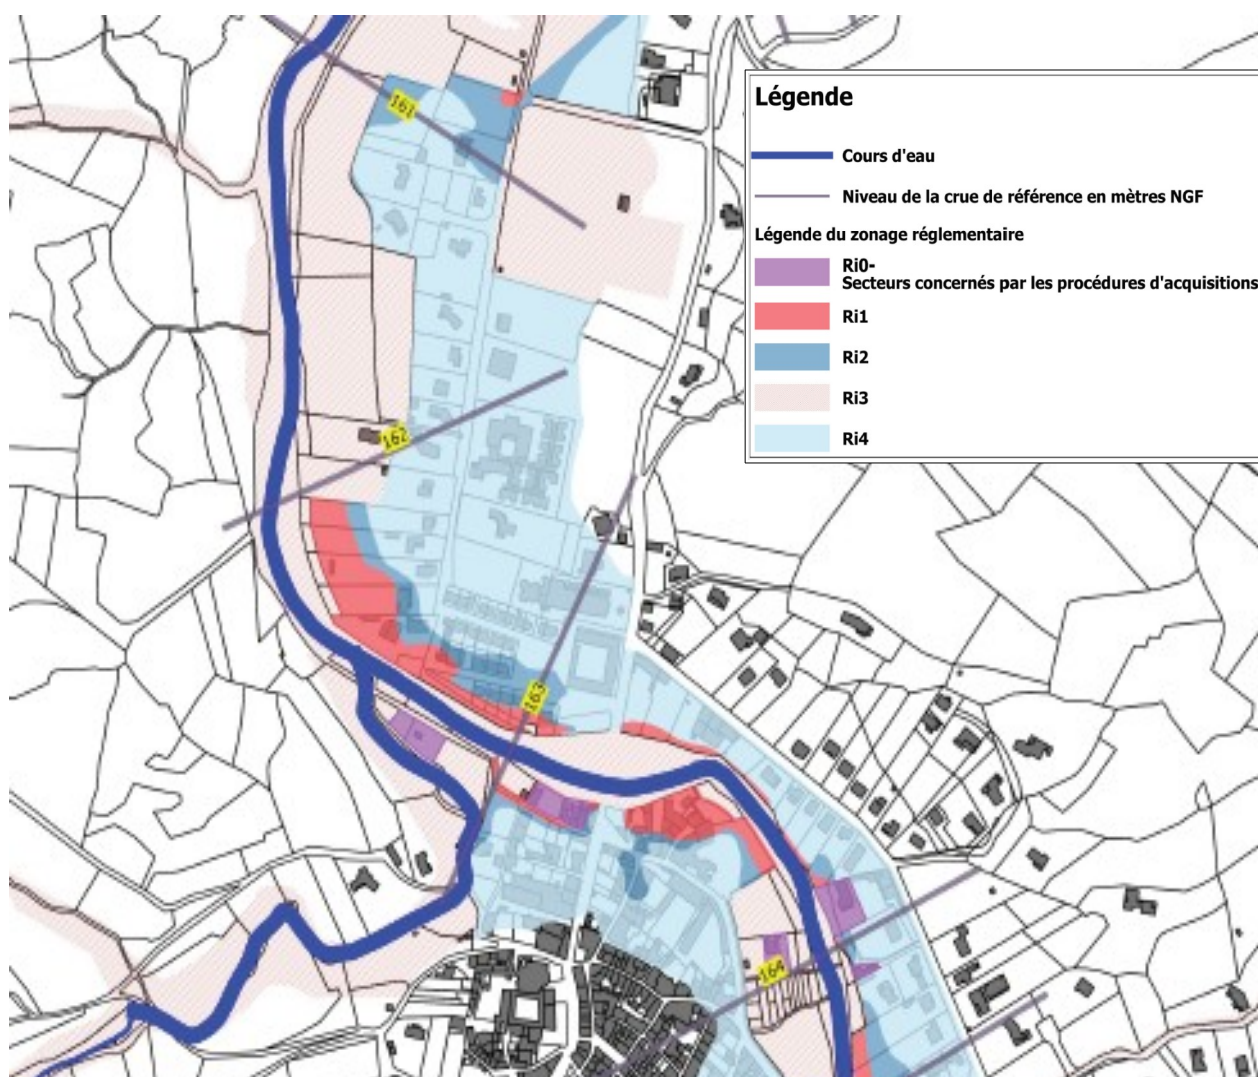 161
Légende
Cours d'eau
Niveau de la crue de référence en mètres NGF
Légende du zonage réglementaire
Ri0-
Secteurs concernés par les procédures d'acquisitions
Ri1
Ri2
Ri3
Ri4
162
163
164